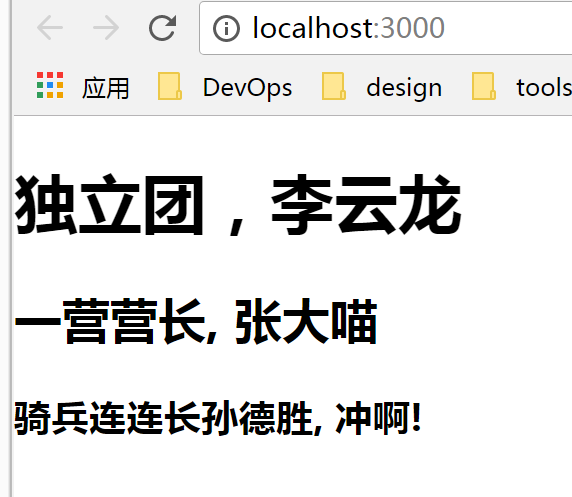 localhost:3000
应用 DevOps design tools
独立团，李云龙
一营营长, 张大喵
骑兵连连长孙德胜, 冲啊!